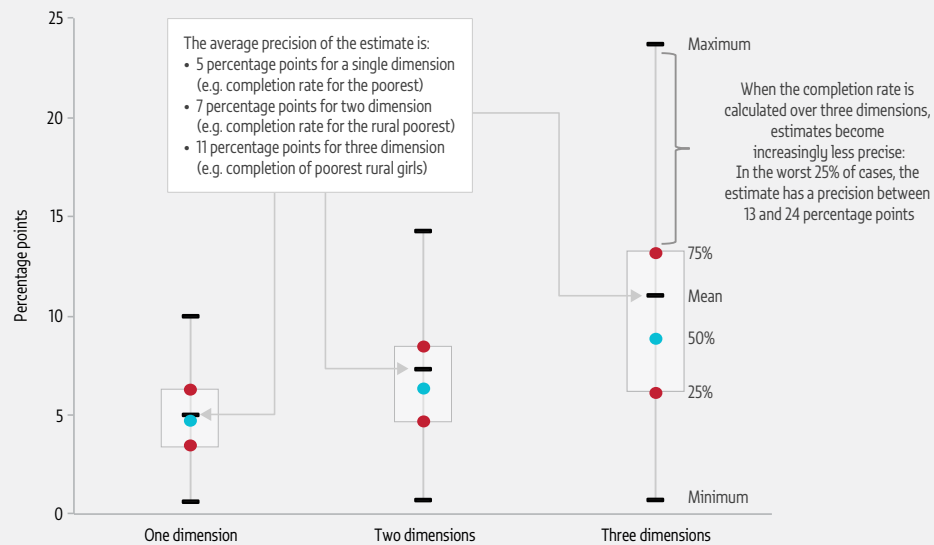 25
20
15
10
5
0
Percentage points
The average precision of the estimate is:
• 5 percentage points for a single dimension
(e.g. completion rate for the poorest)
• 7 percentage points for two dimension
(e.g. completion rate for the rural poorest)
• 11 percentage points for three dimension
(e.g. completion of poorest rural girls)
Maximum
When the completion rate is
calculated over three dimensions,
estimates become
increasingly less precise:
In the worst 25% of cases, the
estimate has a precision between
13 and 24 percentage points
75%
Mean
50%
25%
Minimum
One dimension
Two dimensions
Three dimensions